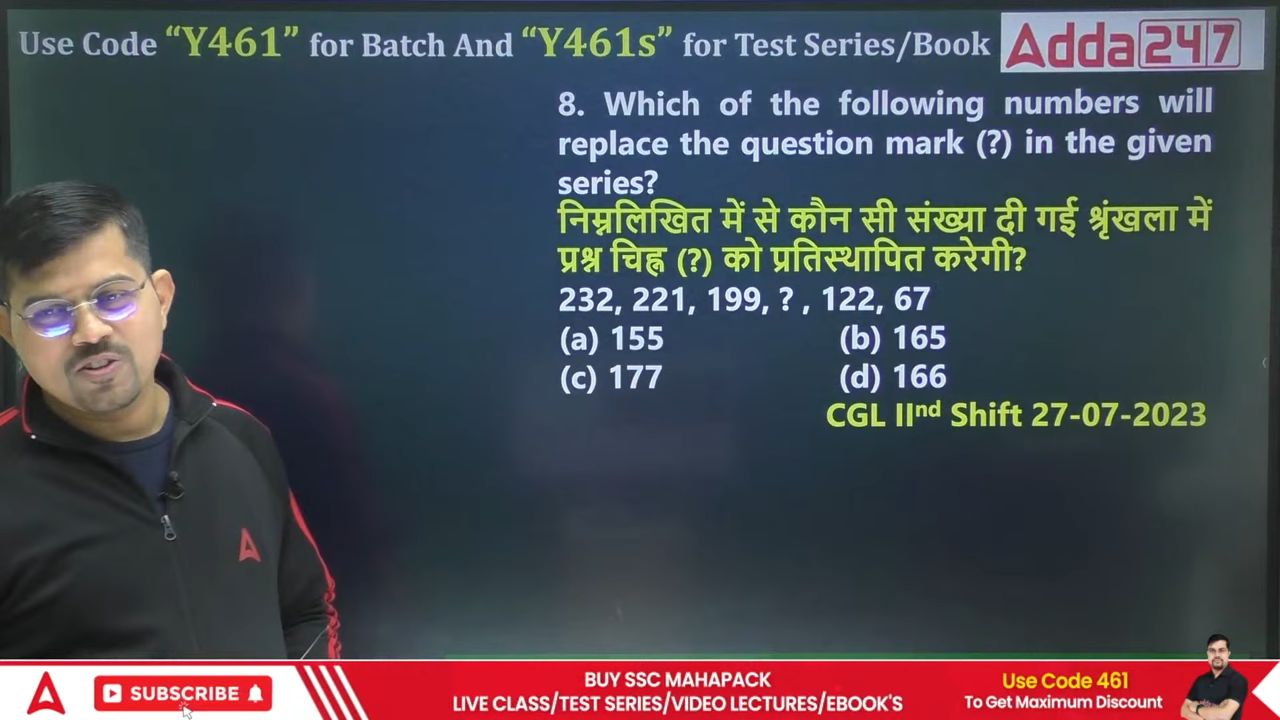 Use Code “Y461” for Batch And “Y461s” for Test Series/Book
Adda247
8. Which of the following numbers will
replace the question mark (?) in the given
series?
निम्नलिखित में से कौन सी संख्या दी गई श्रृंखला में
प्रश्न चिह्न (?) को प्रतिस्थापित करेगी?
232, 221, 199, ? , 122, 67
(a) 155 (b) 165
(c) 177 (d) 166
CGL IIⁿᵈ Shift 27-07-2023
SUBSCRIBE
BUY SSC MAHAPACK
LIVE CLASS/TEST SERIES/VIDEO LECTURES/EBOOK'S
Use Code 461
To Get Maximum Discount